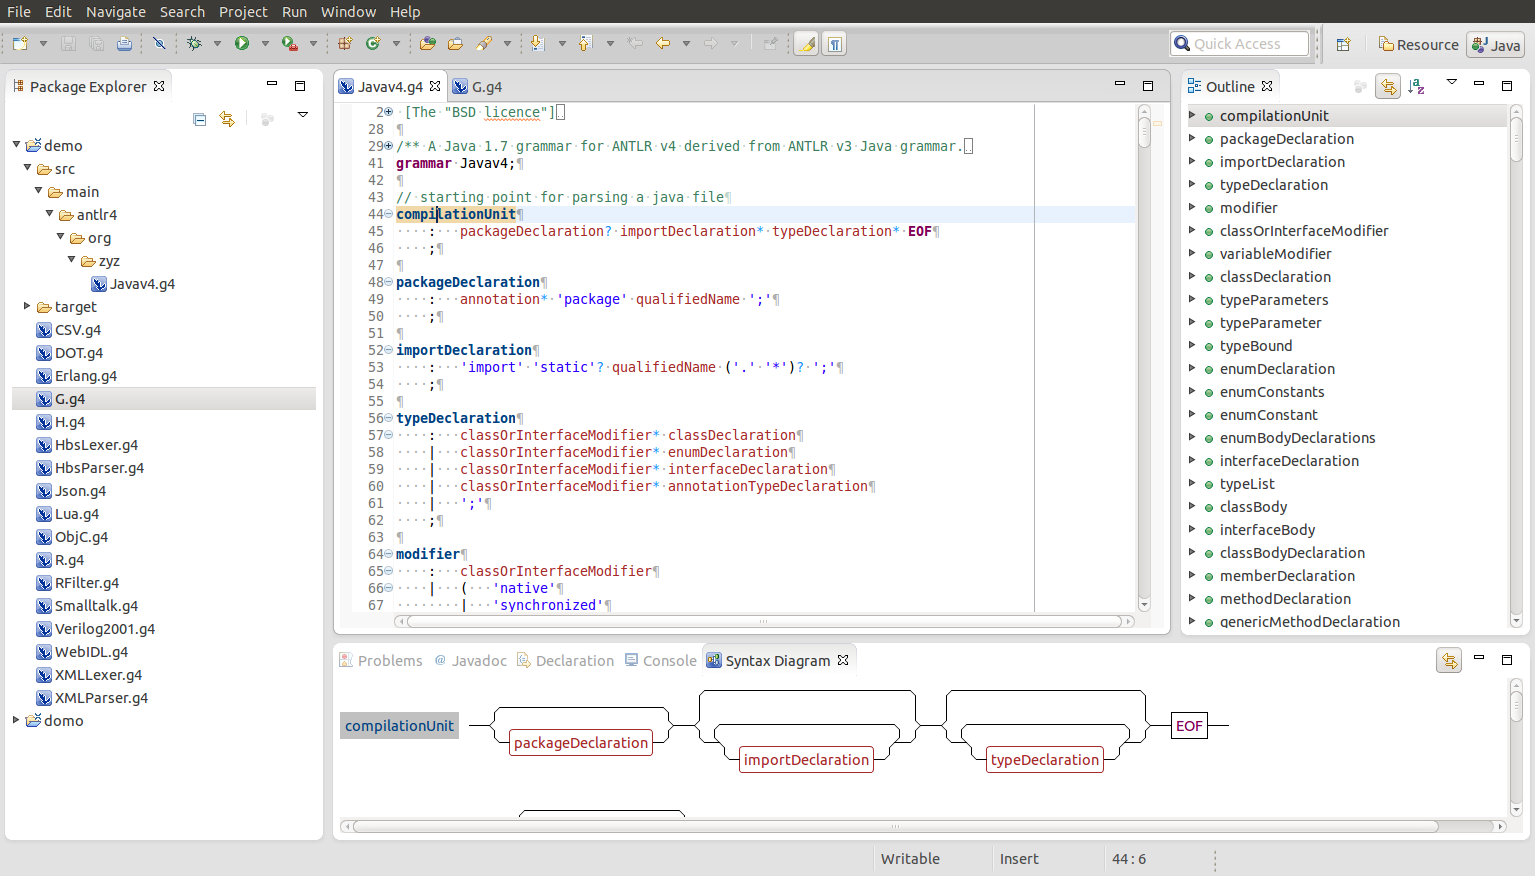 File Edit Navigate Search Project Run Window Help
Quick Access
Resource
Java
Package Explorer
demo
src
main
antlr4
org
zyz
Javav4.g4
target
CSV.g4
DOT.g4
Erlang.g4
G.g4
H.g4
HbsLexer.g4
HbsParser.g4
Json.g4
Lua.g4
ObjC.g4
R.g4
RFilter.g4
Smalltalk.g4
Verilog2001.g4
WebIDL.g4
XMLLexer.g4
XMLParser.g4
domo
Javav4.g4 G.g4
2 [The "BSD licence"]
28 ¶
29 /** A Java 1.7 grammar for ANTLR v4 derived from ANTLR v3 Java grammar.
41 grammar Javav4;¶
42 ¶
43 // starting point for parsing a java file¶
44 compilationUnit¶
45 : packageDeclaration? importDeclaration* typeDeclaration* EOF¶
46 ;¶
47 ¶
48 packageDeclaration¶
49 : annotation* 'package' qualifiedName ';'¶
50 ;¶
51 ¶
52 importDeclaration¶
53 : 'import' 'static'? qualifiedName ('.' '*')? ';'¶
54 ;¶
55 ¶
56 typeDeclaration¶
57 : classOrInterfaceModifier* classDeclaration¶
58 | classOrInterfaceModifier* enumDeclaration¶
59 | classOrInterfaceModifier* interfaceDeclaration¶
60 | classOrInterfaceModifier* annotationTypeDeclaration¶
61 | ';'¶
62 ;¶
63 ¶
64 modifier¶
65 : classOrInterfaceModifier¶
66 | ( 'native'¶
67 | 'synchronized'¶
Outline
compilationUnit
packageDeclaration
importDeclaration
typeDeclaration
modifier
classOrInterfaceModifier
variableModifier
classDeclaration
typeParameters
typeParameter
typeBound
enumDeclaration
enumConstants
enumConstant
enumBodyDeclarations
interfaceDeclaration
typeList
classBody
interfaceBody
classBodyDeclaration
memberDeclaration
methodDeclaration
genericMethodDeclaration
Problems @ Javadoc Declaration Console Syntax Diagram
compilationUnit
packageDeclaration
importDeclaration
typeDeclaration
EOF
Writable Insert 44 : 6